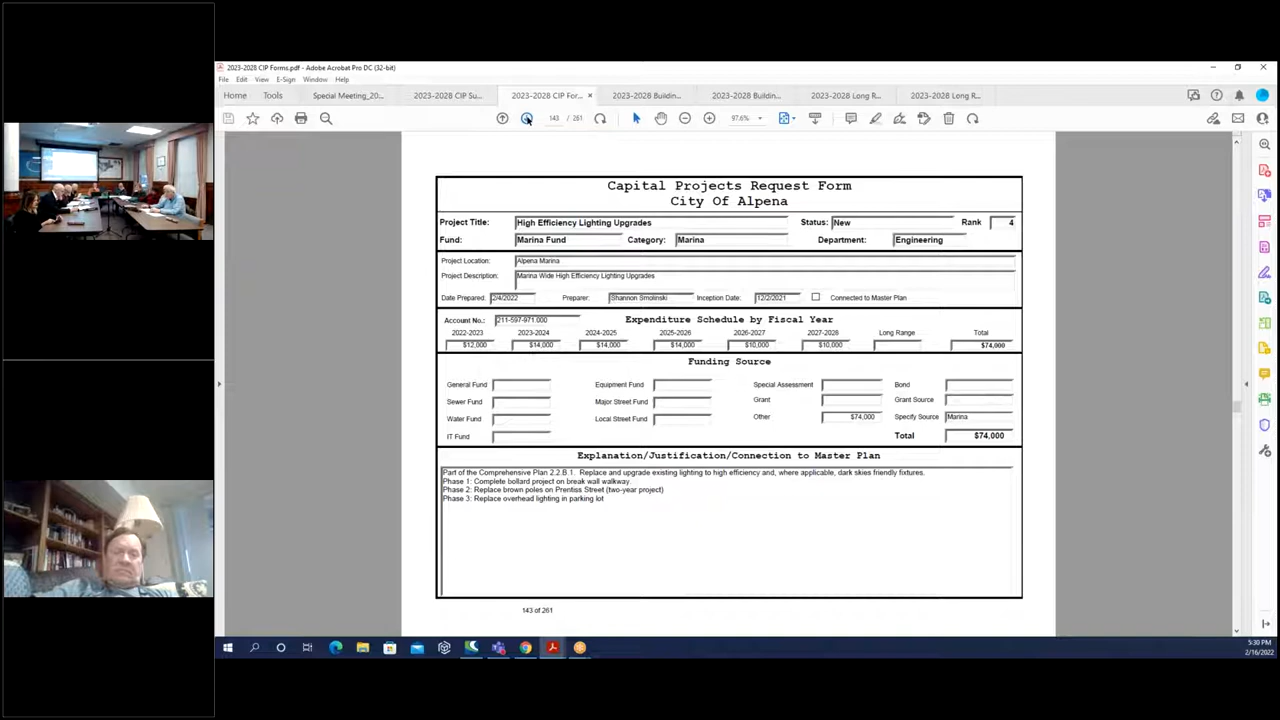 2023-2028 CIP Forms.pdf - Adobe Acrobat Pro DC (32-bit)
File Edit View E-Sign Window Help
Home Tools Special Meeting_20... 2023-2028 CIP Su... 2023-2028 CIP For... × 2023-2028 Buildin... 2023-2028 Buildin... 2023-2028 Long R... 2023-2028 Long R...
143 / 261 97.6%
Capital Projects Request Form
City Of Alpena
Project Title: High Efficiency Lighting Upgrades Status: New Rank 4
Fund: Marina Fund Category: Marina Department: Engineering
Project Location: Alpena Marina
Project Description: Marina Wide High Efficiency Lighting Upgrades
Date Prepared: 2/4/2022 Preparer: Shannon Smolinski Inception Date: 12/2/2021 Connected to Master Plan
Account No.: 211-597-971.000 Expenditure Schedule by Fiscal Year
2022-2023 2023-2024 2024-2025 2025-2026 2026-2027 2027-2028 Long Range Total
$12,000 $14,000 $14,000 $14,000 $10,000 $10,000 $74,000
Funding Source
General Fund Equipment Fund Special Assessment Bond
Sewer Fund Major Street Fund Grant Grant Source
Water Fund Local Street Fund Other $74,000 Specify Source Marina
IT Fund Total $74,000
Explanation/Justification/Connection to Master Plan
Part of the Comprehensive Plan 2.2.B.1. Replace and upgrade existing lighting to high efficiency and, where applicable, dark skies friendly fixtures.
Phase 1: Complete bollard project on break wall walkway.
Phase 2: Replace brown poles on Prentiss Street (two-year project)
Phase 3: Replace overhead lighting in parking lot
143 of 261
5:30 PM
2/16/2022